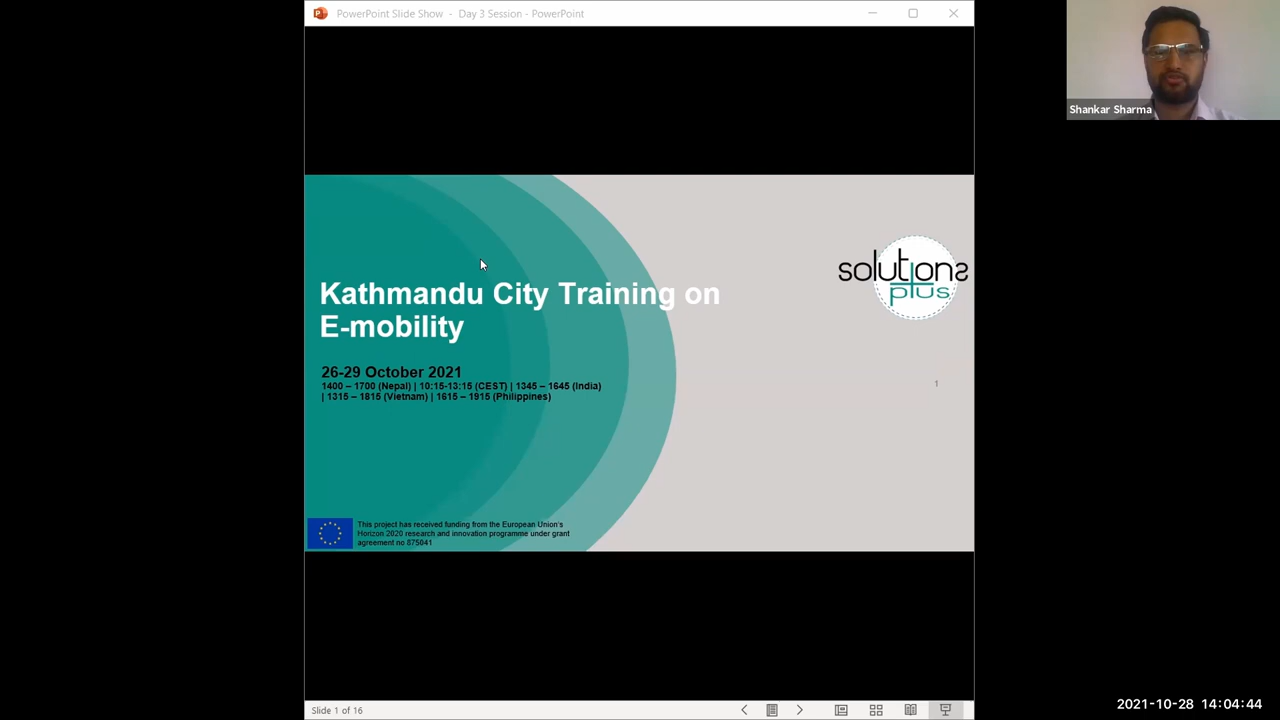 PowerPoint Slide Show - Day 3 Session - PowerPoint
Shankar Sharma
solutions
plus
Kathmandu City Training on
E-mobility
26-29 October 2021
1400 – 1700 (Nepal) | 10:15-13:15 (CEST) | 1345 – 1645 (India)
| 1315 – 1815 (Vietnam) | 1615 – 1915 (Philippines)
1
This project has received funding from the European Union's
Horizon 2020 research and innovation programme under grant
agreement no 875041
Slide 1 of 16
2021-10-28 14:04:44